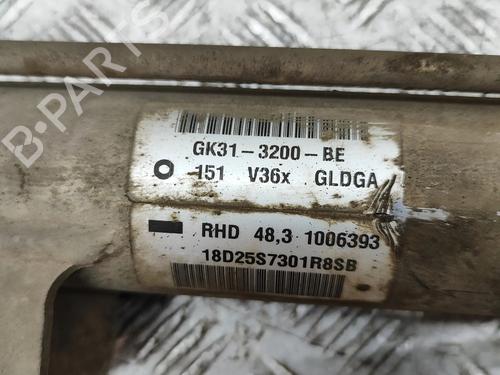 B-PARTS
GK31-3200-BE
151 V36x GLDGA
RHD 48,3 1006393
18D25S7301R8SB